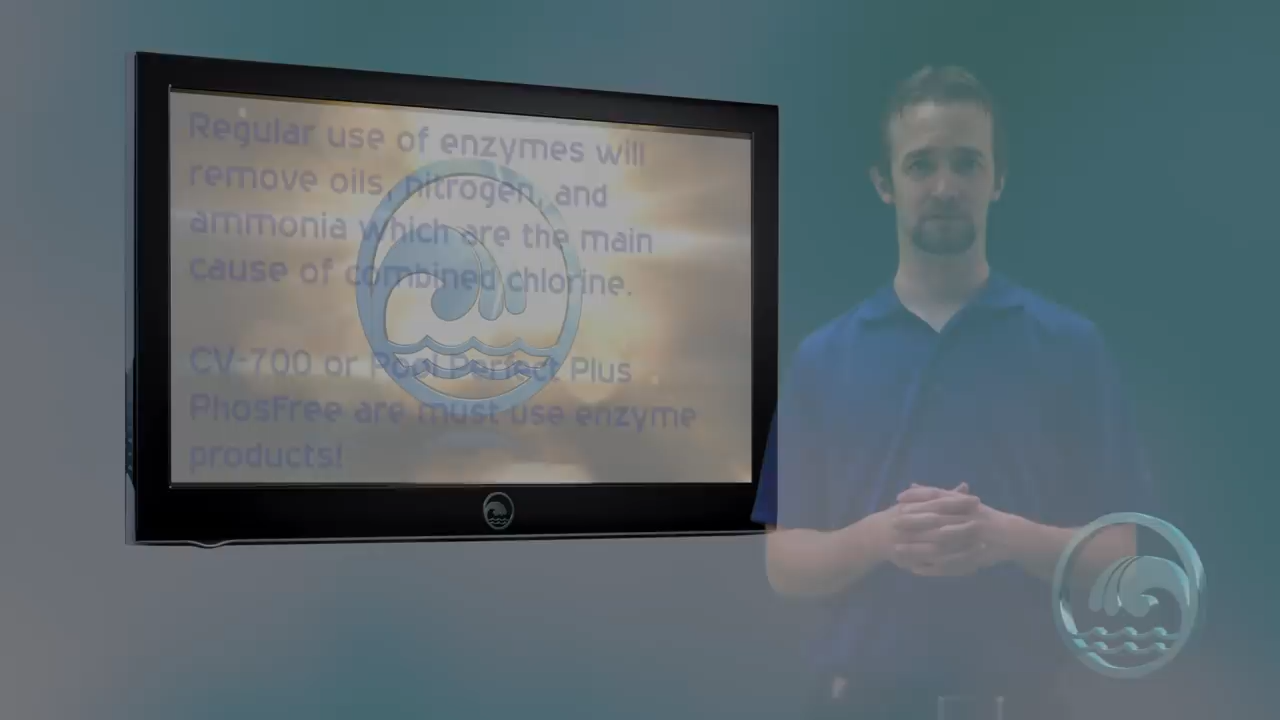 Regular use of enzymes will
remove oils, nitrogen, and
ammonia which are the main
cause of combined chlorine.
CV-700 or Pool Perfect Plus
PhosFree are must use enzyme
products!